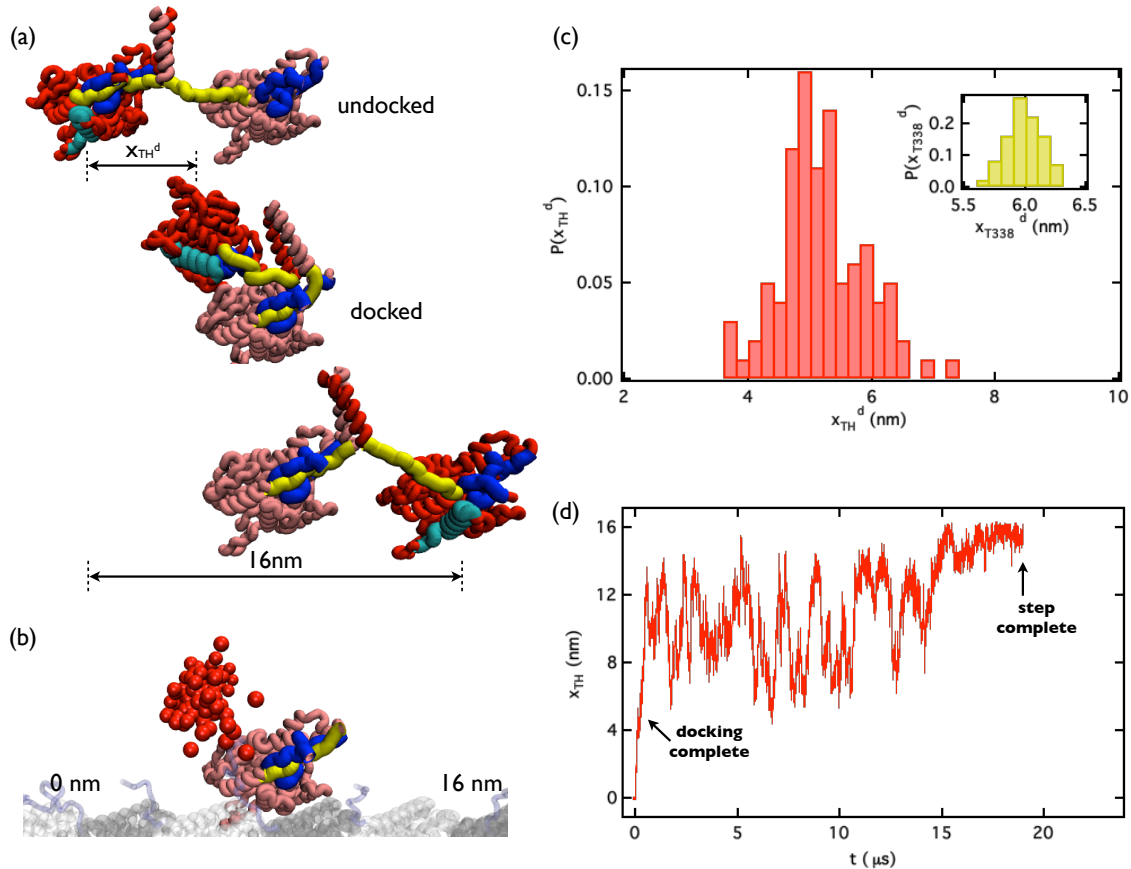 (a)
undocked
x_TH^d
docked
16nm
(b)
0 nm
16 nm
(c)
0.15
0.10
0.05
0.00
P(x_TH^d)
2
4
6
8
10
x_TH^d (nm)
0.2
0.1
0.0
P(x_T338^d)
5.5
6.0
6.5
x_T338^d (nm)
(d)
16
12
8
4
0
x_TH (nm)
step
complete
docking
complete
0
5
10
15
20
t ( μs)